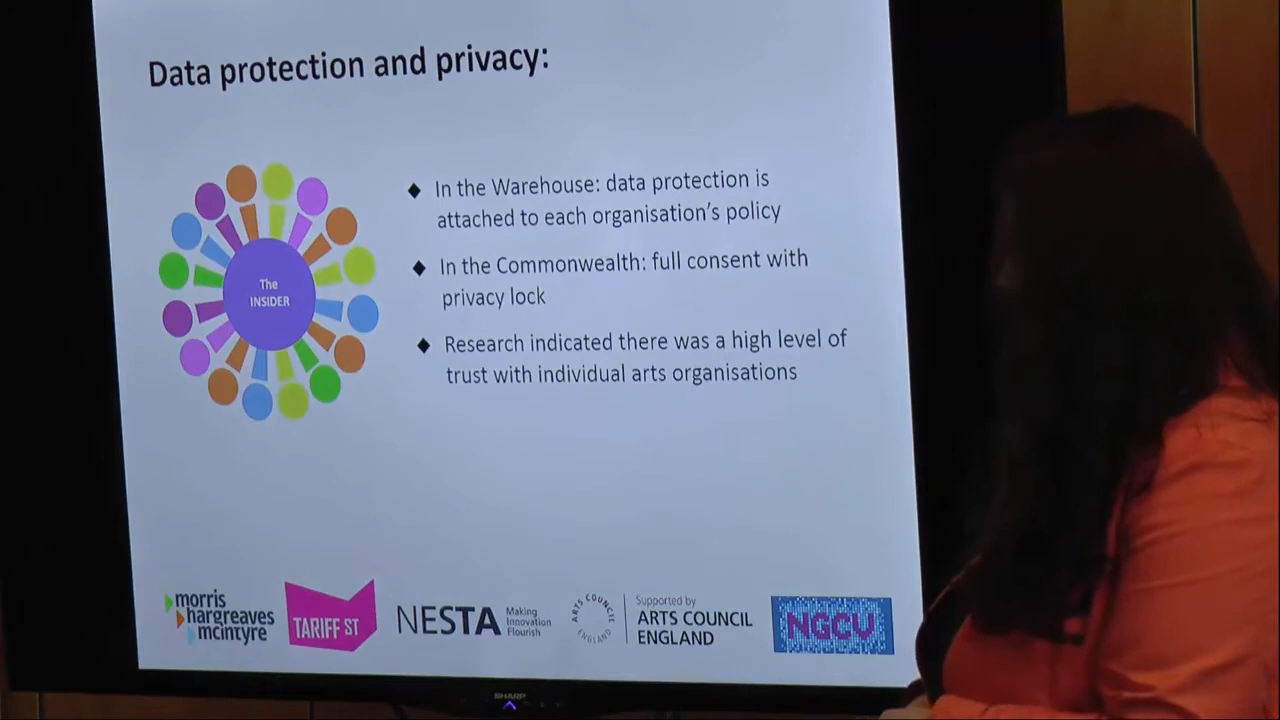 Data protection and privacy:
The
INSIDER
In the Warehouse: data protection is
attached to each organisation's policy
In the Commonwealth: full consent with
privacy lock
Research indicated there was a high level of
trust with individual arts organisations
morris
hargreaves
mcintyre
TARIFF ST
NESTA
Making
Innovation
Flourish
ARTS COUNCIL
ENGLAND
Supported by
ARTS COUNCIL
ENGLAND
NGCV
SHARP